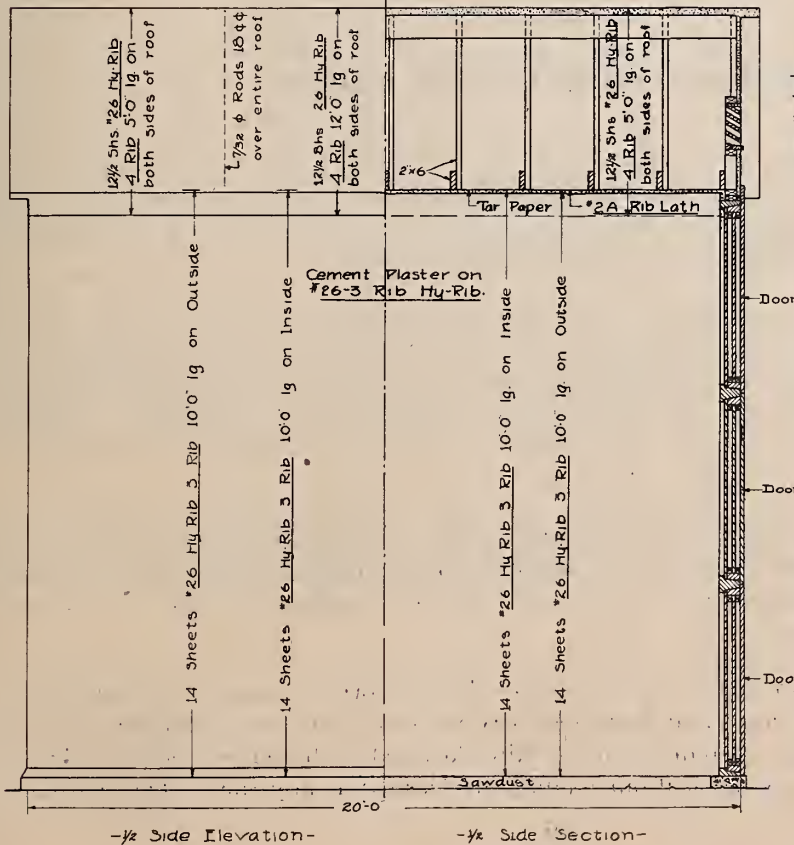 12½ Shs. #26 Hy-Rib
4 Rib 5'0" lg. on
both sides of roof
7/32 φ Rods 18 ¢¢
over entire roof
12½ Shs 26 Hy Rib
4 Rib 12'0" lg on
both sides of roof
12½ Shs #26 Hy-Rib
4 Rib 5'0" lg. on
both sides of roof
2"x6"
Tar Paper
#2A Rib Lath
Cement Plaster on
#26-3 Rib Hy-Rib.
14 Sheets #26 Hy Rib 3 Rib 10'0" lg on Outside
14 Sheets #26 Hy-Rib 3 Rib 10'0" lg on Inside
14 Sheets #26 Hy Rib 3 Rib 10-0" lg. on Inside
14 Sheets #26 Hy Rib 3 Rib 10'0" lg. on Outside
Door
Door
Doo
Sawdust
20'-0
-½ Side Elevation-
-½ Side Section-